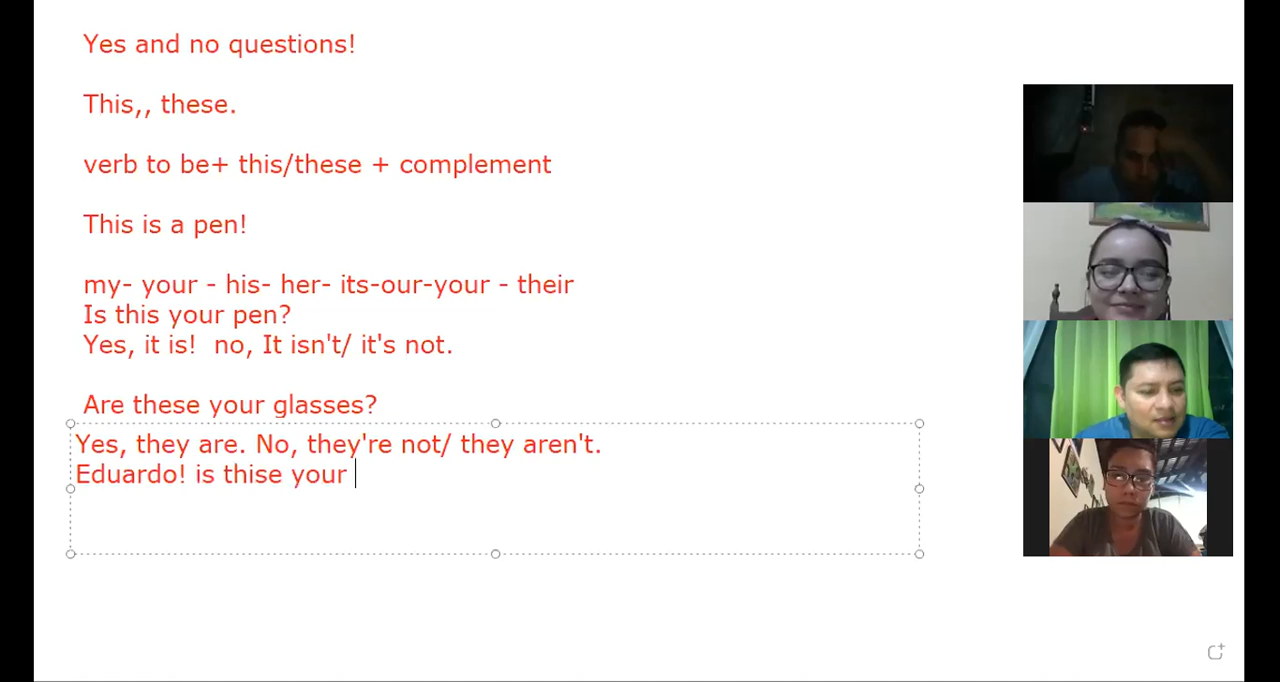 Yes and no questions!
This,, these.
verb to be+ this/these + complement
This is a pen!
my- your - his- her- its-our-your - their
Is this your pen?
Yes, it is!  no, It isn't/ it's not.
Are these your glasses?
Yes, they are. No, they're not/ they aren't.
Eduardo! is thise your